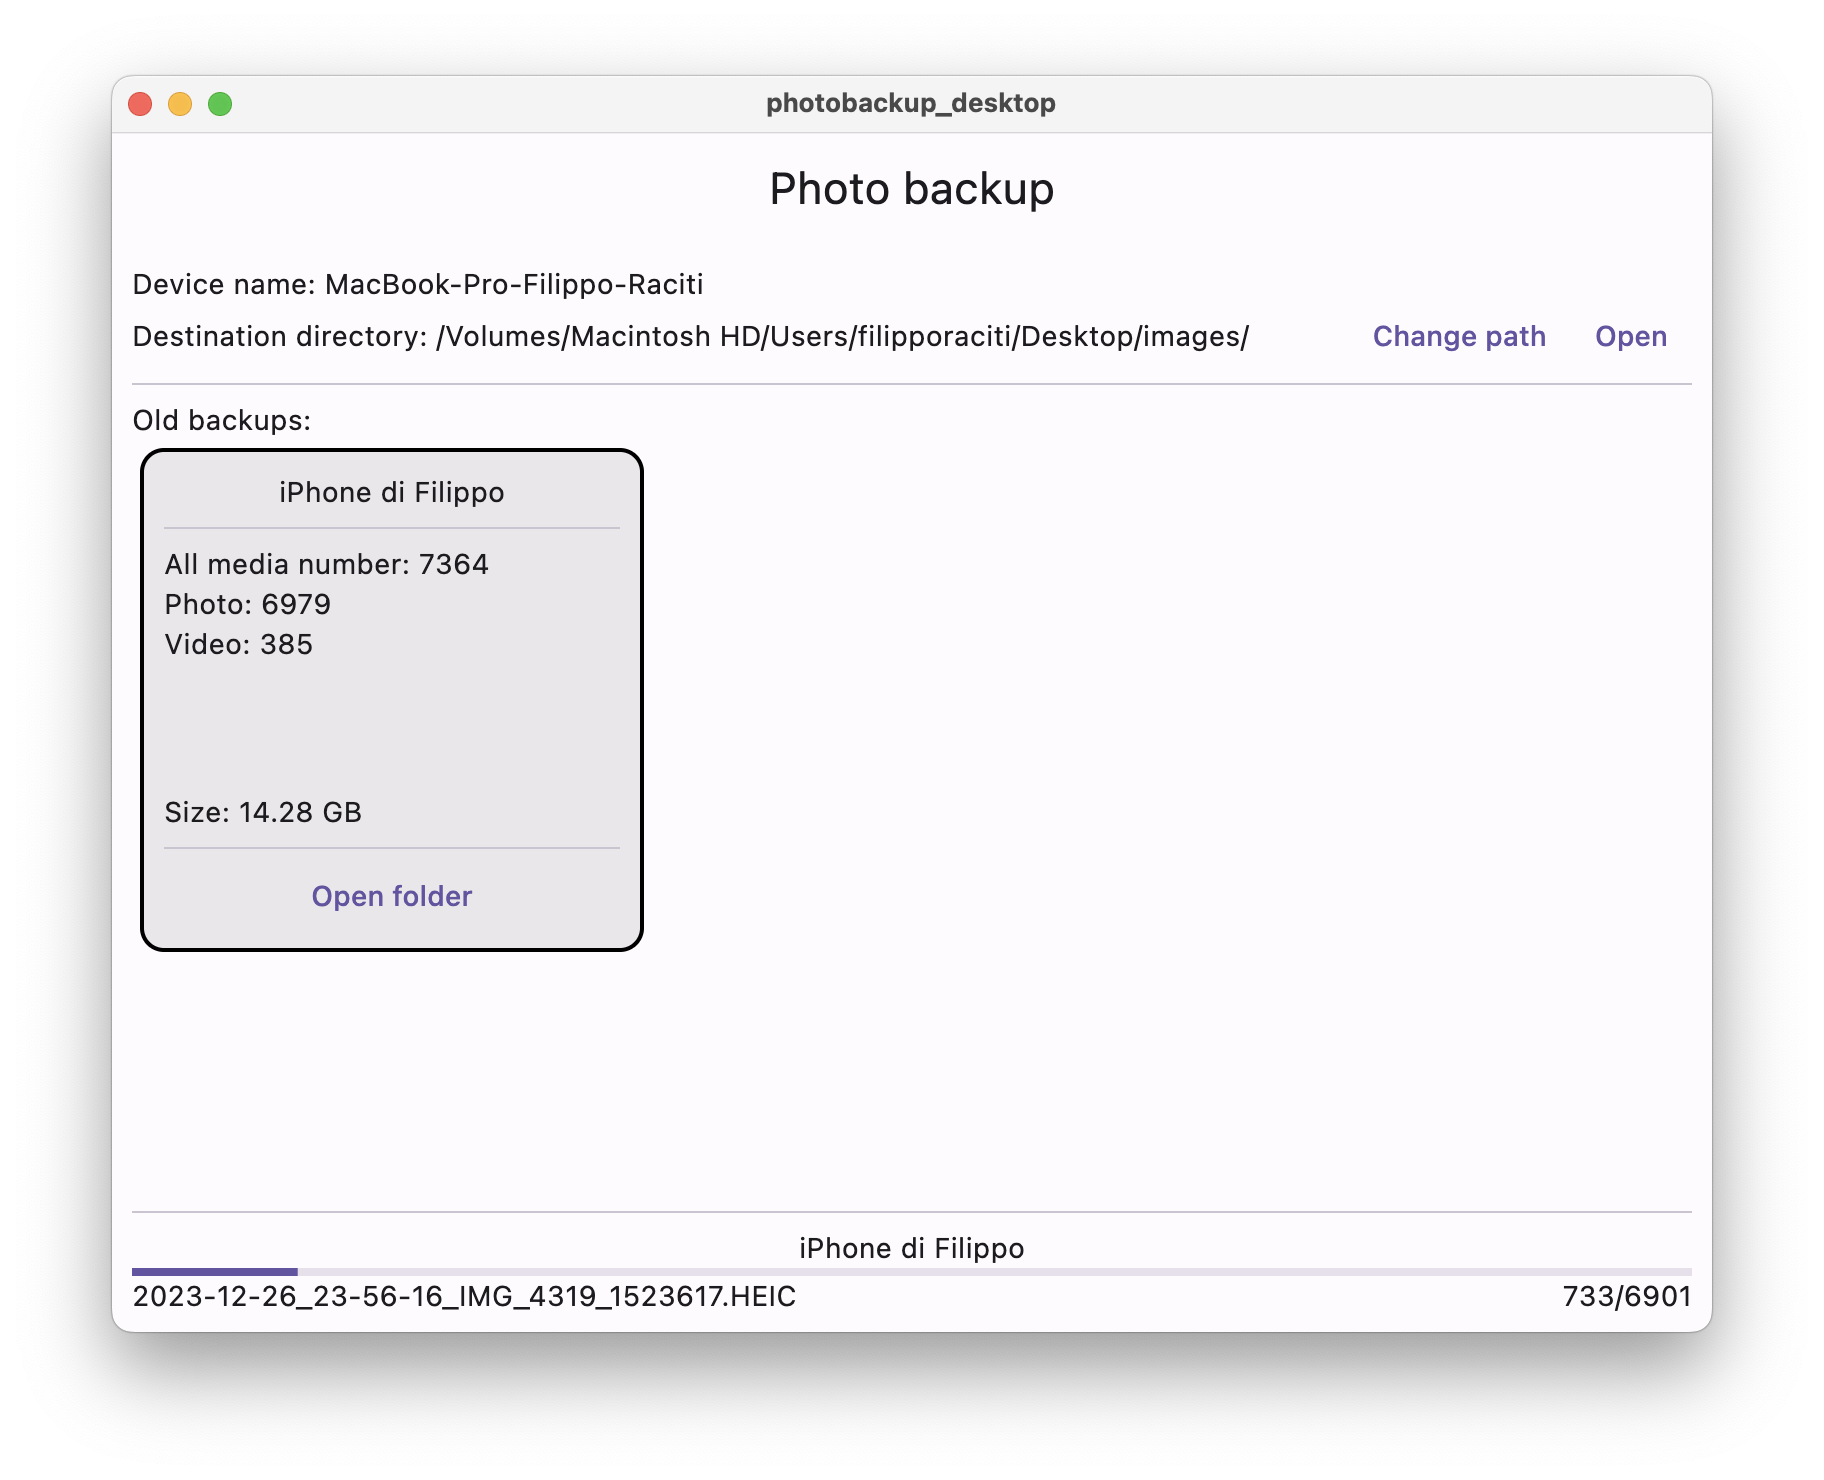 photobackup_desktop
Photo backup
Device name: MacBook-Pro-Filippo-Raciti
Destination directory: /Volumes/Macintosh HD/Users/filipporaciti/Desktop/images/ Change path Open
Old backups:
iPhone di Filippo
All media number: 7364
Photo: 6979
Video: 385
Size: 14.28 GB
Open folder
iPhone di Filippo
2023-12-26_23-56-16_IMG_4319_1523617.HEIC 733/6901